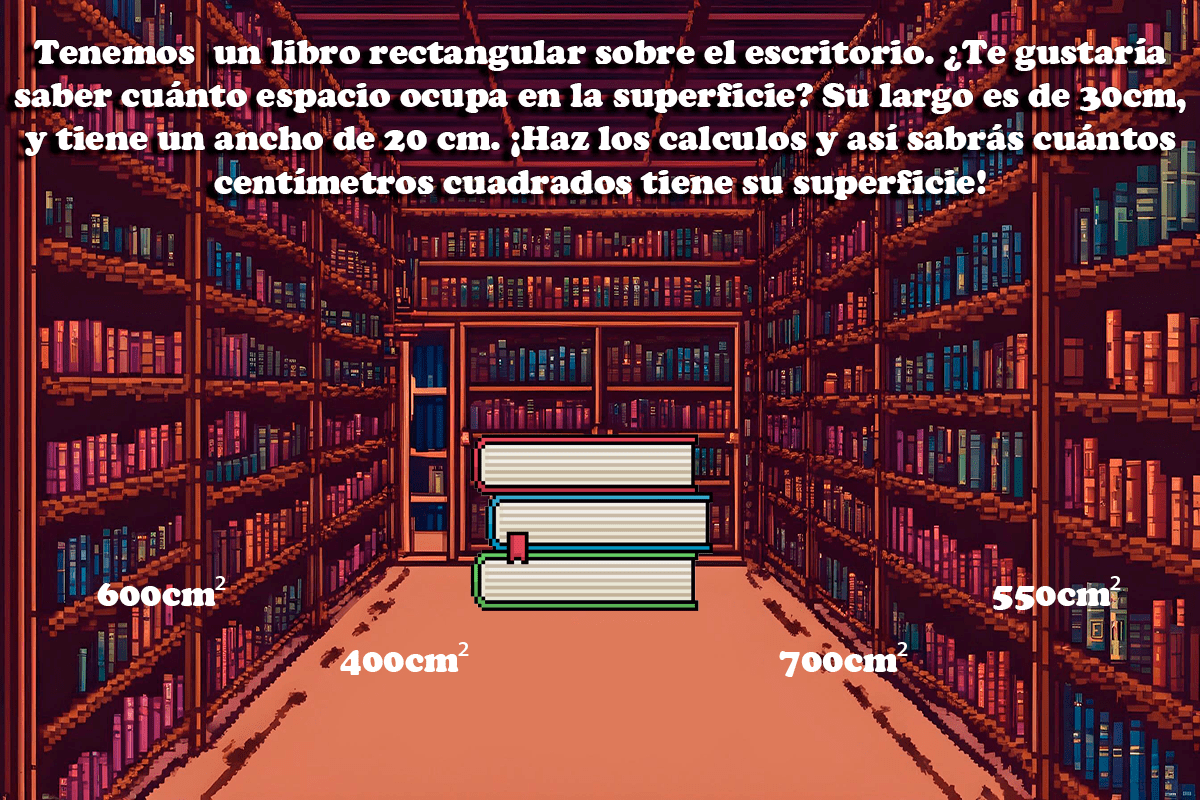 Tenemos  un libro rectangular sobre el escritorio. ¿Te gustaría
saber cuánto espacio ocupa en la superficie? Su largo es de 30cm,
y tiene un ancho de 20 cm. ¡Haz los calculos y así sabrás cuántos
centímetros cuadrados tiene su superficie!
600cm²
550cm²
400cm²
700cm²